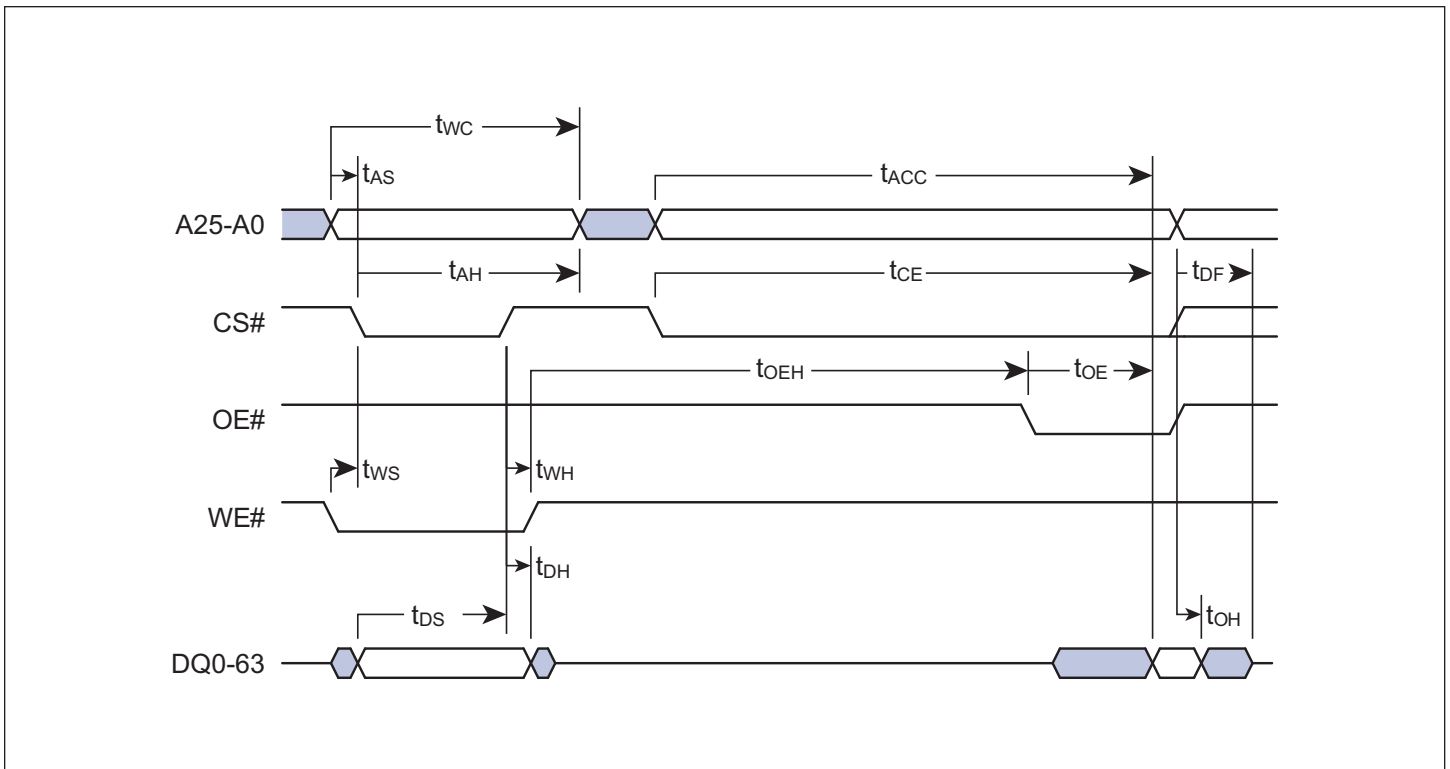 tWC
tAS
tACC
A25-A0
tAH
tCE
tDF
CS#
tOEH
tOE
OE#
tWS
tWH
WE#
tDH
tDS
tOH
DQ0-63